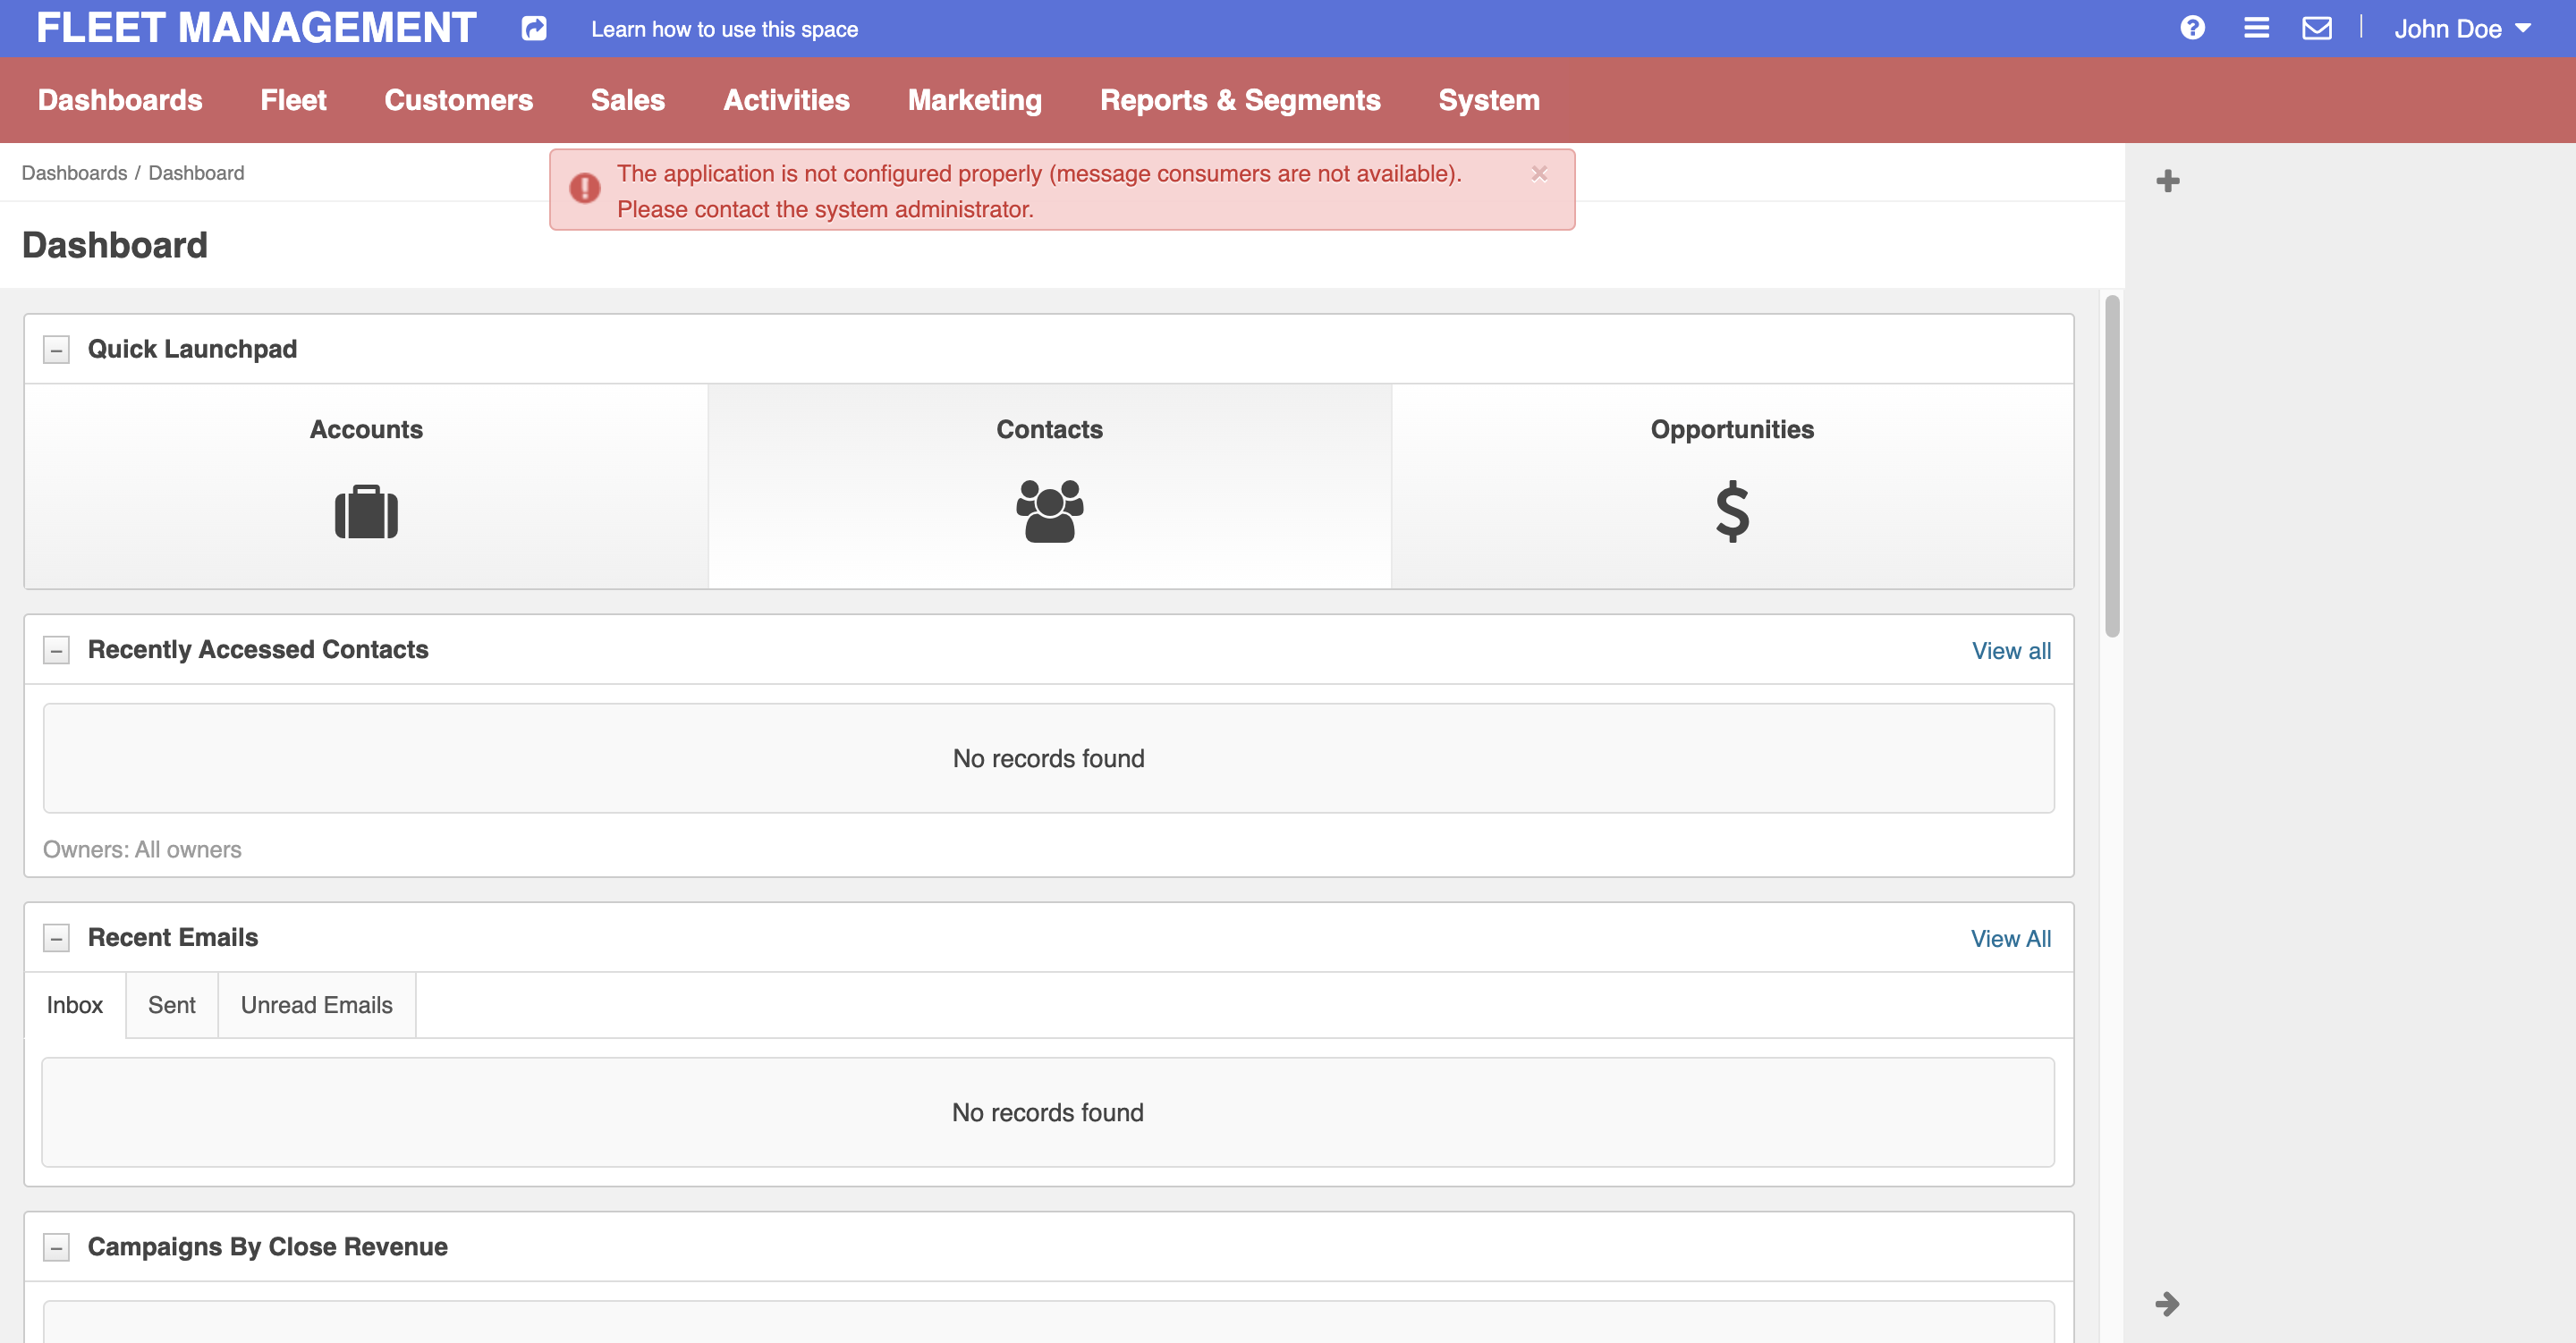 FLEET MANAGEMENT
Learn how to use this space
John Doe
Dashboards
Fleet
Customers
Sales
Activities
Marketing
Reports & Segments
System
Dashboards / Dashboard
The application is not configured properly (message consumers are not available).
Please contact the system administrator.
Dashboard
Quick Launchpad
Accounts
Contacts
Opportunities
Recently Accessed Contacts
View all
No records found
Owners: All owners
Recent Emails
View All
Inbox
Sent
Unread Emails
No records found
Campaigns By Close Revenue